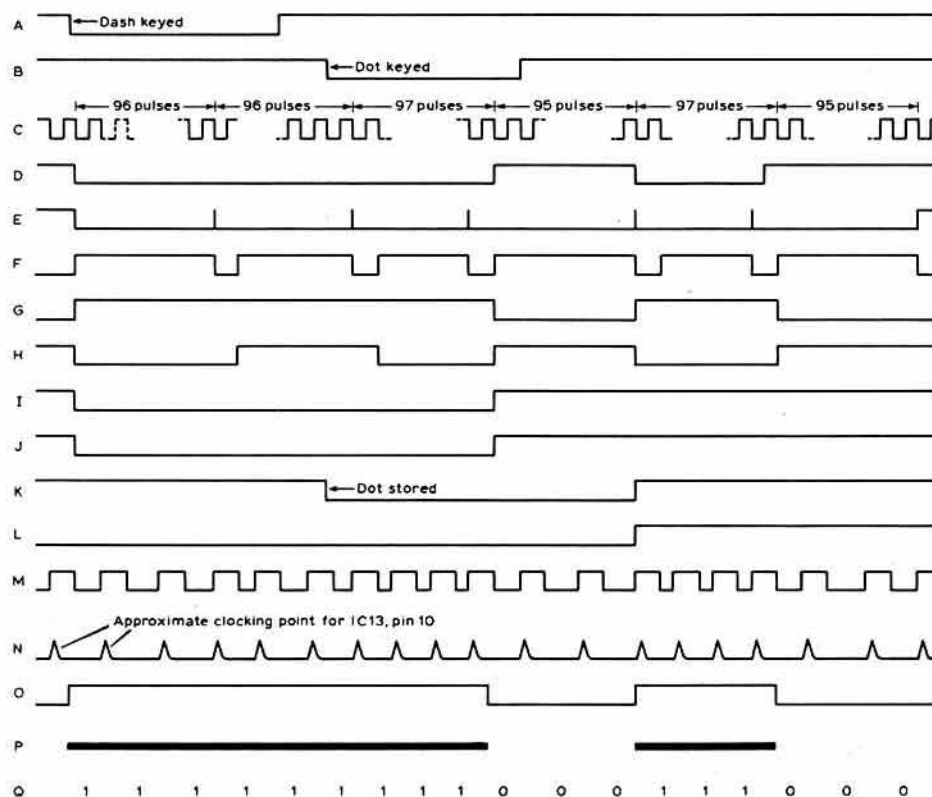 A
Dash keyed
B
Dot keyed
96 pulses 96 pulses 97 pulses 95 pulses 97 pulses 95 pulses
C
D
E
F
G
H
I
J
K
Dot stored
L
M
Approximate clocking point for IC13, pin 10
N
O
P
Q 1 1 1 1 1 1 1 1 1 0 0 0 1 1 1 0 0 0